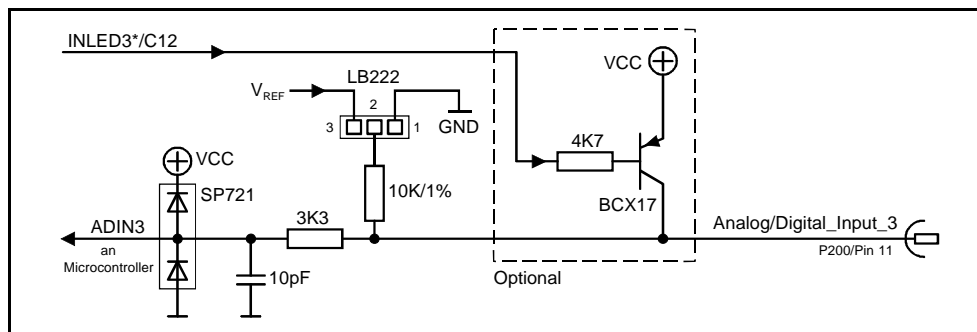 INLED3*/C12
VCC
LB222
VREF
2
3
1
GND
4K7
VCC
SP721
10K/1%
BCX17
ADIN3
3K3
Analog/Digital_Input_3
an
Microcontroller
P200/Pin 11
10pF
Optional